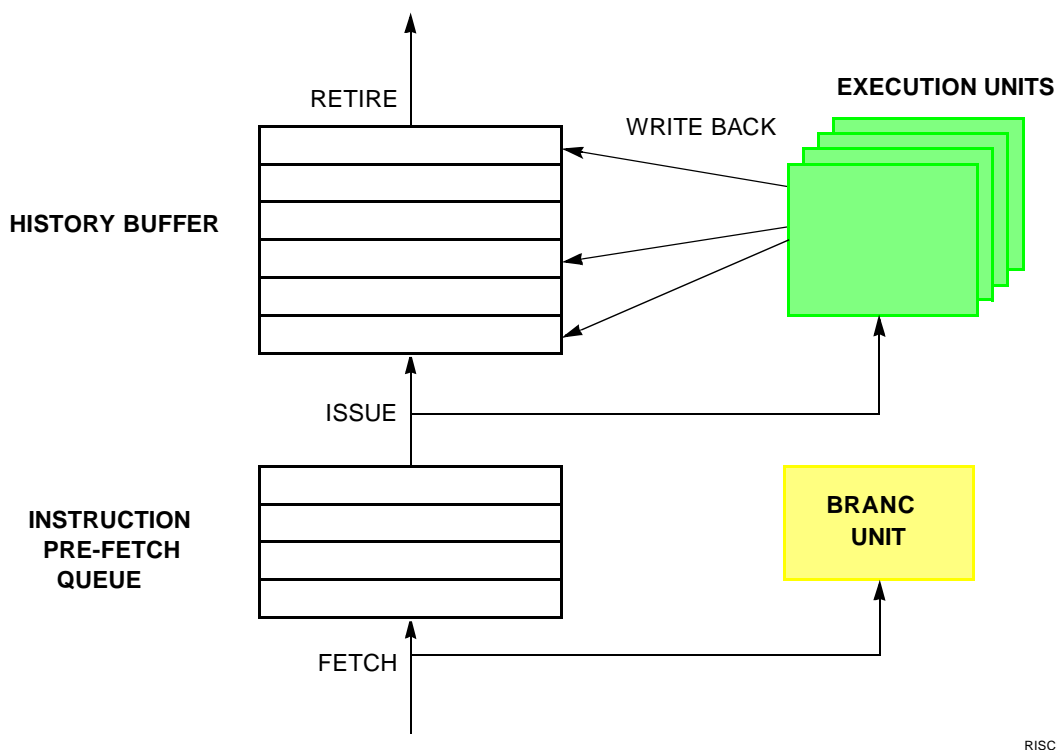 RETIRE
EXECUTION UNITS
WRITE BACK
HISTORY BUFFER
ISSUE
INSTRUCTION
PRE-FETCH
QUEUE
BRANC
UNIT
FETCH
RISC